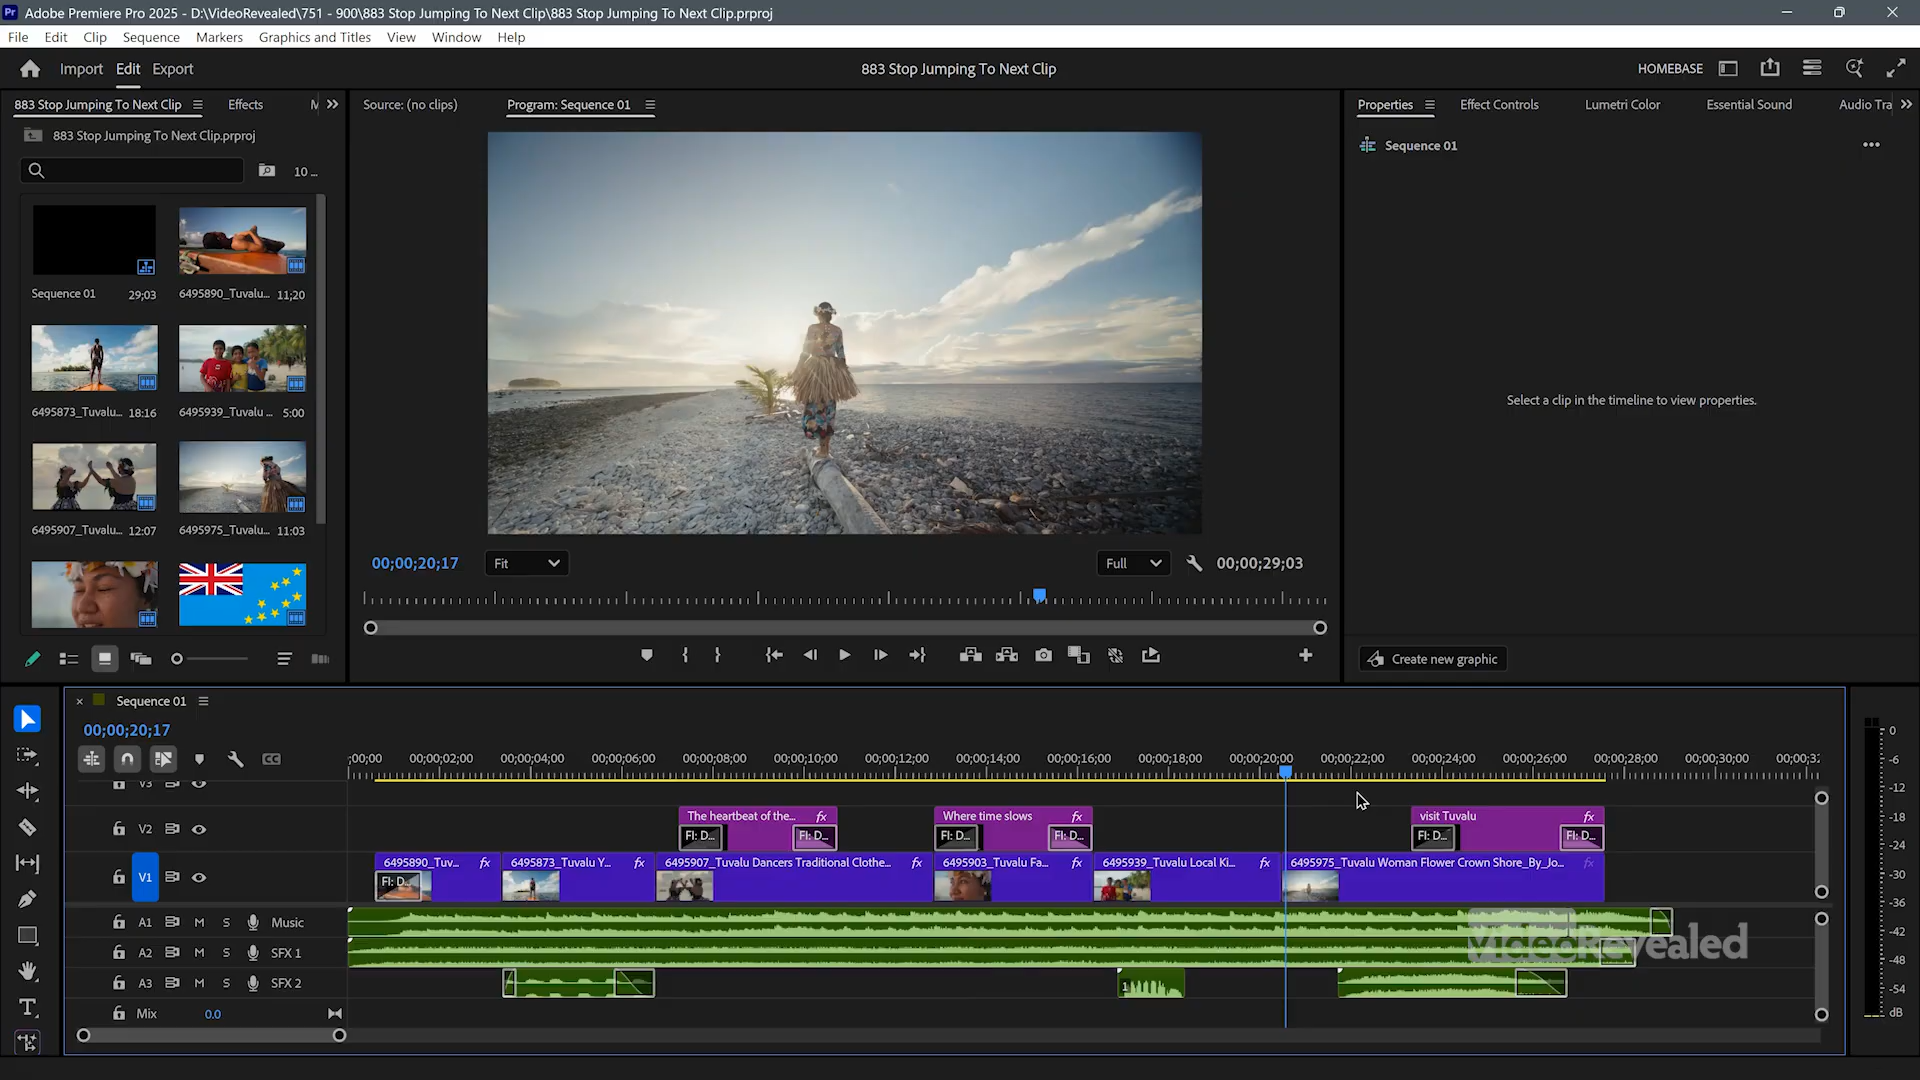 Pr Adobe Premiere Pro 2025 - D:\VideoRevealed\751 - 900\883 Stop Jumping To Next Clip\883 Stop Jumping To Next Clip.prproj
File Edit Clip Sequence Markers Graphics and Titles View Window Help
Import Edit Export
883 Stop Jumping To Next Clip
HOMEBASE
883 Stop Jumping To Next Clip Effects M
Source: (no clips) Program: Sequence 01
Properties Effect Controls Lumetri Color Essential Sound Audio Tra
883 Stop Jumping To Next Clip.prproj
Sequence 01
10 ...
Sequence 01 29;03
6495890_Tuvalu... 11;20
6495873_Tuvalu... 18:16
6495939_Tuvalu ... 5:00
6495907_Tuvalu... 12:07
6495975_Tuvalu... 11:03
Select a clip in the timeline to view properties.
00;00;20;17 Fit Full 00;00;29;03
Create new graphic
Sequence 01
00;00;20;17
CC
;00;00 00;00;02;00 00;00;04;00 00;00;06;00 00;00;08;00 00;00;10;00 00;00;12;00 00;00;14;00 00;00;16;00 00;00;18;00 00;00;20;00 00;00;22;00 00;00;24;00 00;00;26;00 00;00;28;00 00;00;30;00 00;00;32
V3
V2
The heartbeat of the... fx
FI: D... FI: D...
Where time slows fx
FI: D... FI: D...
visit Tuvalu fx
FI: D... FI: D...
V1
6495890_Tuv... fx
FI: D...
6495873_Tuvalu Y... fx
6495907_Tuvalu Dancers Traditional Clothe... fx
6495903_Tuvalu Fa... fx
6495939_Tuvalu Local Ki... fx
6495975_Tuvalu Woman Flower Crown Shore_By_Jo... fx
A1 M S Music
A2 M S SFX 1
A3 M S SFX 2
1
Mix 0.0
VideoRevealed
0
-6
-12
-18
-24
-30
-36
-42
-48
-54
dB